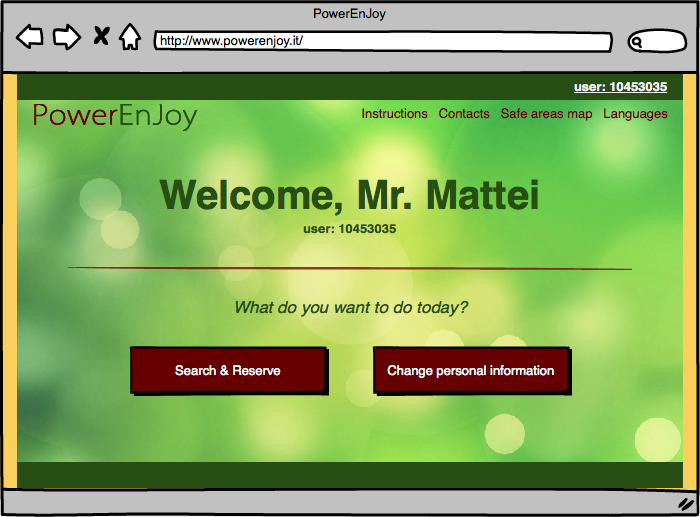 PowerEnJoy
http://www.powerenjoy.it/
user: 10453035
PowerEnJoy
Instructions Contacts Safe areas map Languages
Welcome, Mr. Mattei
user: 10453035
What do you want to do today?
Search & Reserve
Change personal information